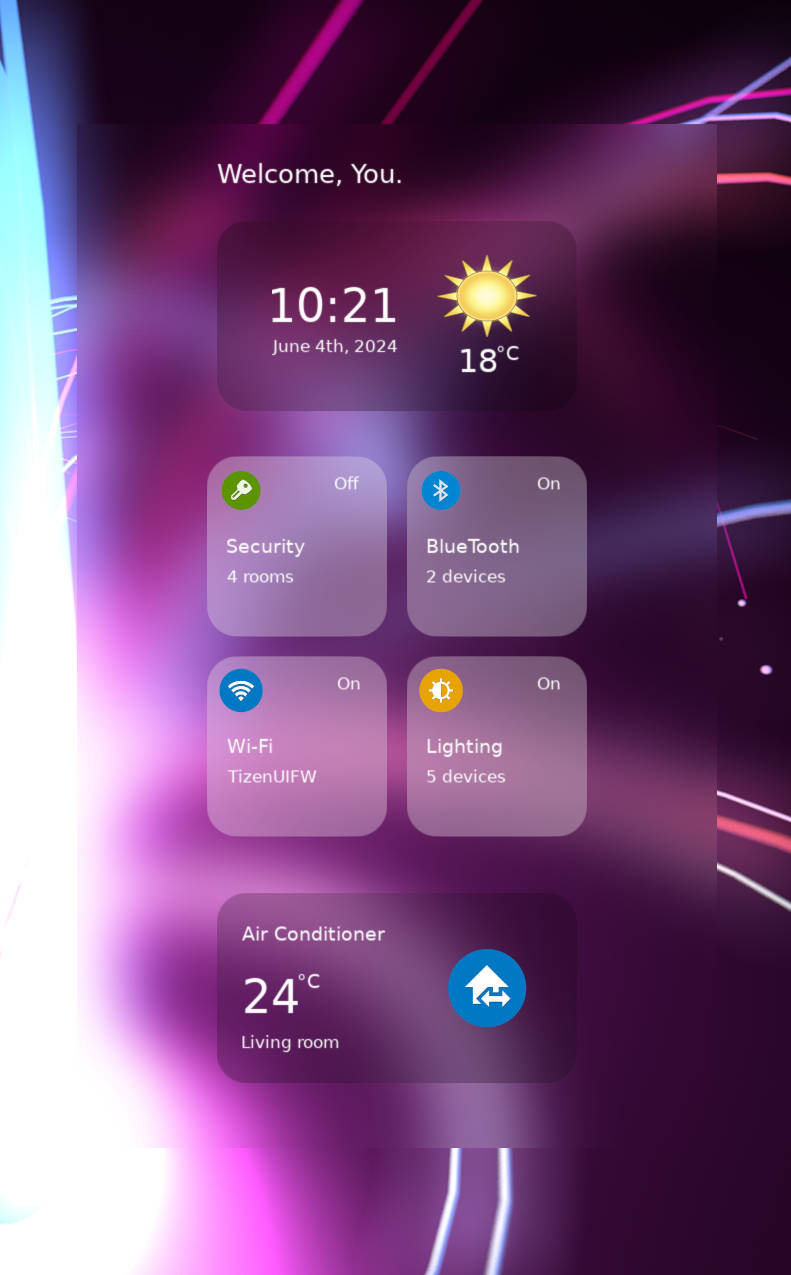 Welcome, You.
10:21
June 4th, 2024
18°C
Off
Security
4 rooms
On
BlueTooth
2 devices
On
Wi-Fi
TizenUIFW
On
Lighting
5 devices
Air Conditioner
24°C
Living room